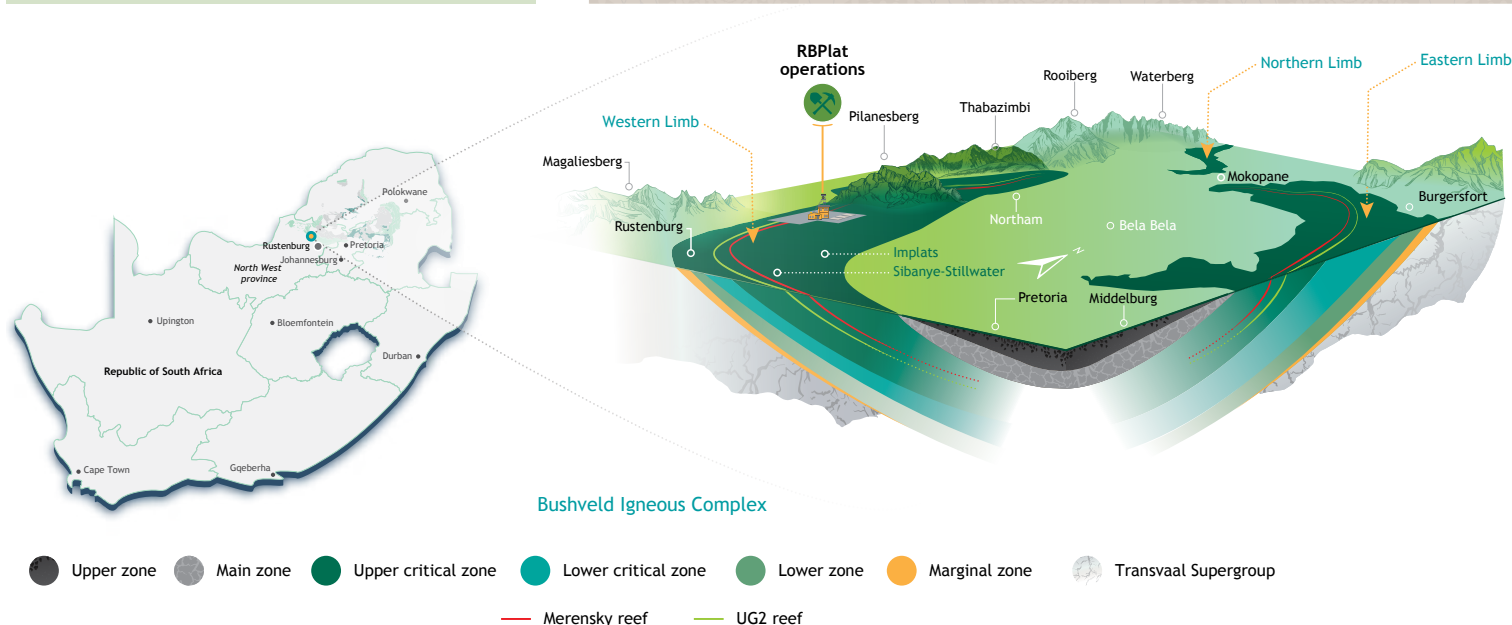 Polokwane
Rustenburg
Pretoria
Johannesburg
North West
province
Upington
Bloemfontein
Durban
Republic of South Africa
Cape Town
Gqeberha
RBPlat
operations
Western Limb
Magaliesberg
Pilanesberg
Thabazimbi
Rooiberg
Waterberg
Northern Limb
Eastern Limb
Mokopane
Burgersfort
Northam
Bela Bela
Rustenburg
Implats
Sibanye-Stillwater
N
Pretoria
Middelburg
Bushveld Igneous Complex
Upper zone
Main zone
Upper critical zone
Lower critical zone
Lower zone
Marginal zone
Transvaal Supergroup
Merensky reef
UG2 reef